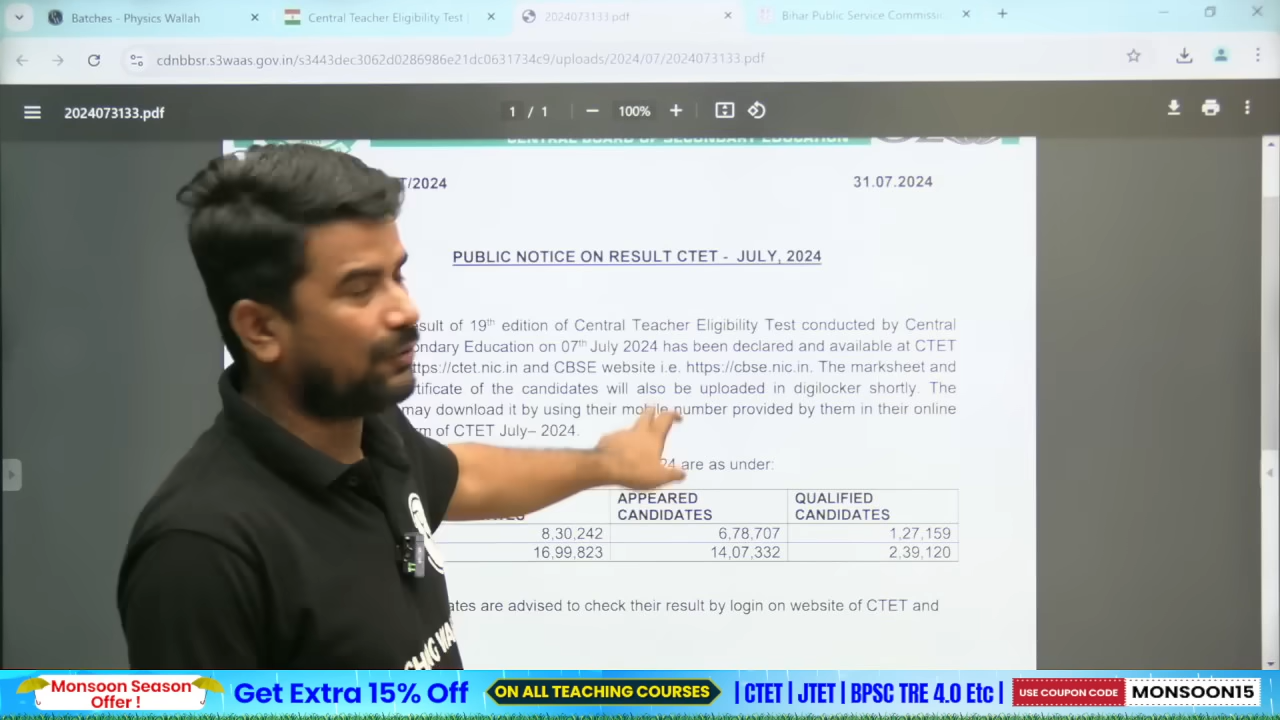 Batches - Physics Wallah
Central Teacher Eligibility Test
2024073133.pdf
Bihar Public Service Commissi
cdnbbsr.s3waas.gov.in/s3443dec3062d0286986e21dc0631734c9/uploads/2024/07/2024073133.pdf
2024073133.pdf
1 / 1
100%
CENTRAL BOARD OF SECONDARY EDUCATION
T/2024
31.07.2024
PUBLIC NOTICE ON RESULT CTET - JULY, 2024
sult of 19th edition of Central Teacher Eligibility Test conducted by Central
ondary Education on 07th July 2024 has been declared and available at CTET
ttps://ctet.nic.in and CBSE website i.e. https://cbse.nic.in. The marksheet and
rtificate of the candidates will also be uploaded in digilocker shortly. The
may download it by using their mobile number provided by them in their online
rm of CTET July– 2024.
24 are as under:
APPEARED CANDIDATES
QUALIFIED CANDIDATES
8,30,242 6,78,707 1,27,159
16,99,823 14,07,332 2,39,120
ates are advised to check their result by login on website of CTET and
Monsoon Season
Offer !
Get Extra 15% Off
ON ALL TEACHING COURSES
| CTET | JTET | BPSC TRE 4.0 Etc |
USE COUPON CODE
MONSOON15